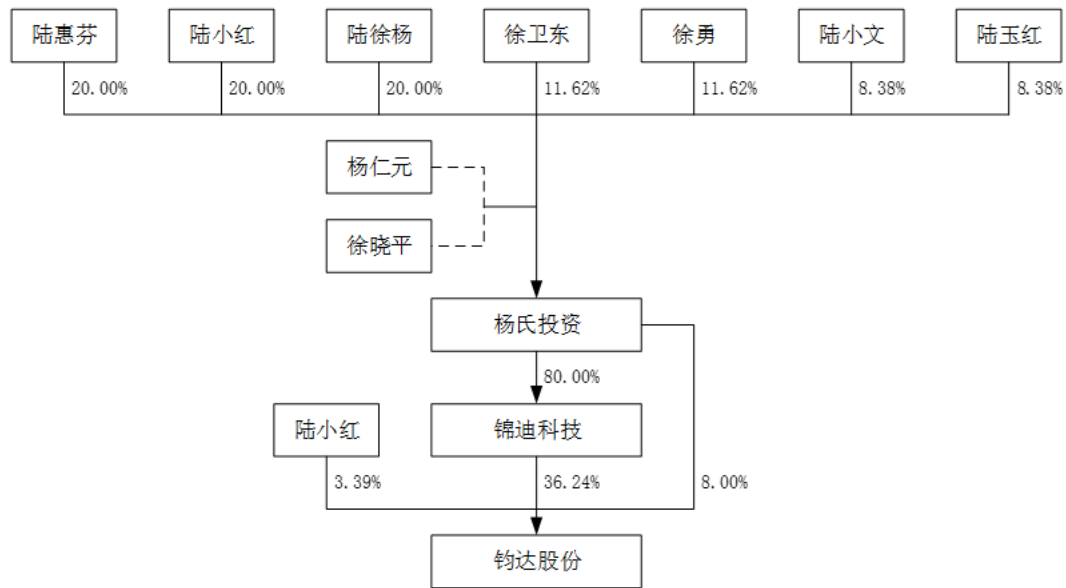 陆惠芬 陆小红 陆徐杨 徐卫东 徐勇 陆小文 陆玉红
20.00% 20.00% 20.00% 11.62% 11.62% 8.38% 8.38%
杨仁元
徐晓平
杨氏投资
80.00%
陆小红 锦迪科技
3.39% 36.24% 8.00%
钧达股份